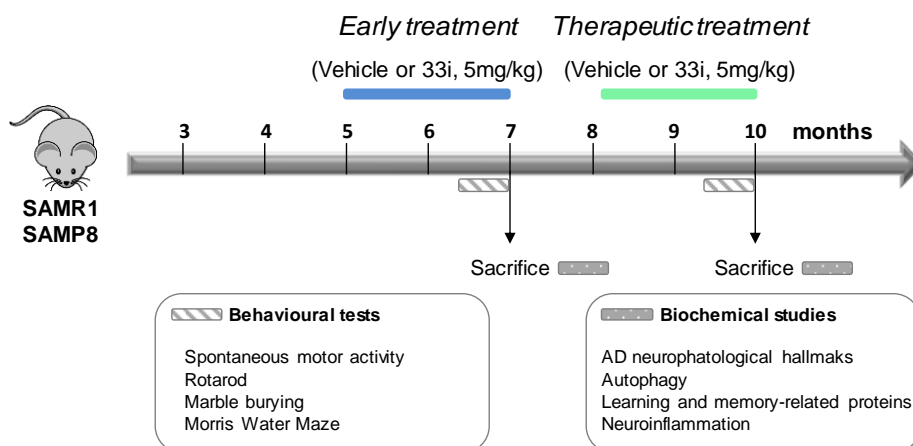 Early treatment
Therapeutic treatment
(Vehicle or 33i, 5mg/kg)
(Vehicle or 33i, 5mg/kg)
3 4 5 6 7 8 9 10 months
SAMR1
SAMP8
Sacrifice
Sacrifice
Behavioural tests
Spontaneous motor activity
Rotarod
Marble burying
Morris Water Maze
Biochemical studies
AD neurophatological hallmaks
Autophagy
Learning and memory-related proteins
Neuroinflammation